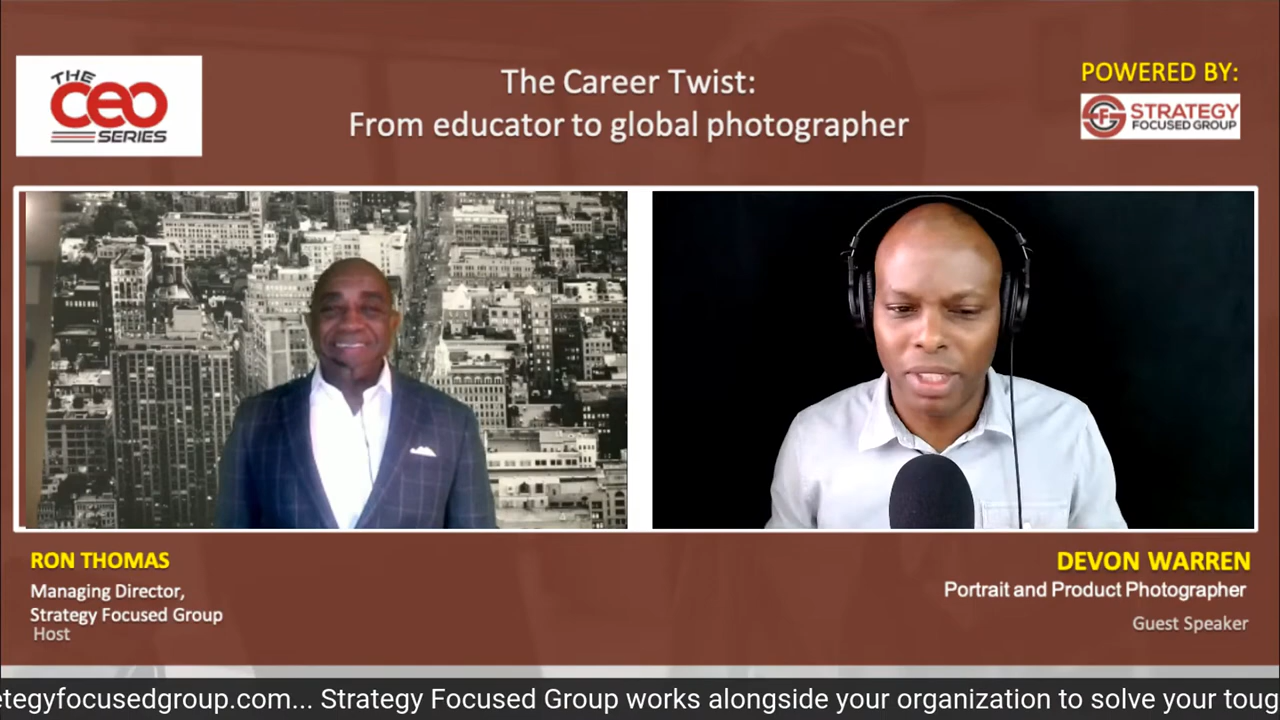 THE
CEO
SERIES
The Career Twist:
From educator to global photographer
POWERED BY:
STRATEGY
FOCUSED GROUP
RON THOMAS
Managing Director,
Strategy Focused Group
Host
DEVON WARREN
Portrait and Product Photographer
Guest Speaker
tegyfocusedgroup.com... Strategy Focused Group works alongside your organization to solve your toug